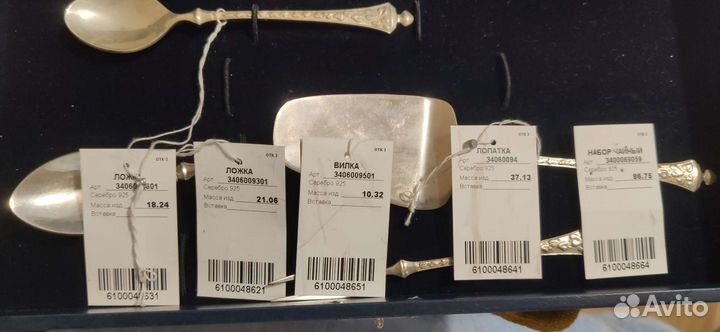 ОТК 3
ЛОЖКА
Арт.
Серебро 925
Масса изд. 18.24
Вставка
6100048631
ОТК 3
ЛОЖКА
Арт. 3406009301
Серебро 925
Масса изд. 21.06
Вставка
6100048621
ОТК 3
ВИЛКА
Арт. 3406009501
Серебро 925
Масса изд. 10.32
Вставка
6100048651
ОТК 3
ЛОПАТКА
Арт. 34060094
Серебро 925
Масса изд. 37.13
Вставка
6100048641
ОТК 3
НАБОР ЧАЙНЫЙ
Арт. 3400069059
Серебро 925
Масса изд. 86.75
Вставка
6100048664
Avito